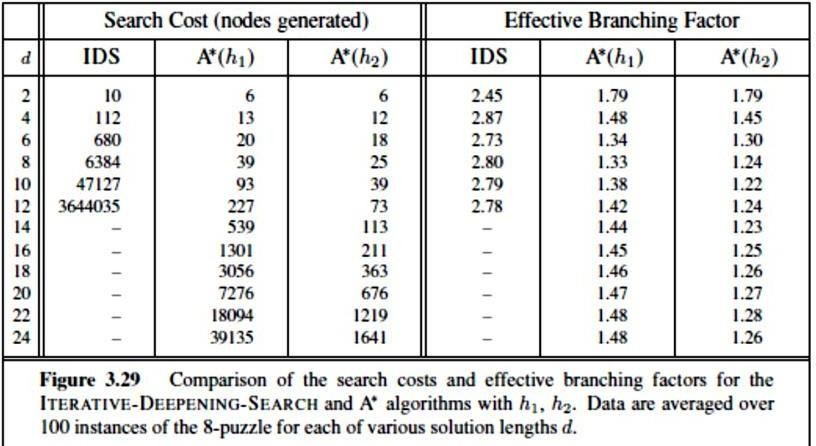 Search Cost (nodes generated) Effective Branching Factor
d IDS A*(h1) A*(h2) IDS A*(h1) A*(h2)
2 10 6 6 2.45 1.79 1.79
4 112 13 12 2.87 1.48 1.45
6 680 20 18 2.73 1.34 1.30
8 6384 39 25 2.80 1.33 1.24
10 47127 93 39 2.79 1.38 1.22
12 3644035 227 73 2.78 1.42 1.24
14 – 539 113 – 1.44 1.23
16 – 1301 211 – 1.45 1.25
18 – 3056 363 – 1.46 1.26
20 – 7276 676 – 1.47 1.27
22 – 18094 1219 – 1.48 1.28
24 – 39135 1641 – 1.48 1.26
Figure 3.29 Comparison of the search costs and effective branching factors for the
ITERATIVE-DEEPENING-SEARCH and A* algorithms with h1, h2. Data are averaged over
100 instances of the 8-puzzle for each of various solution lengths d.